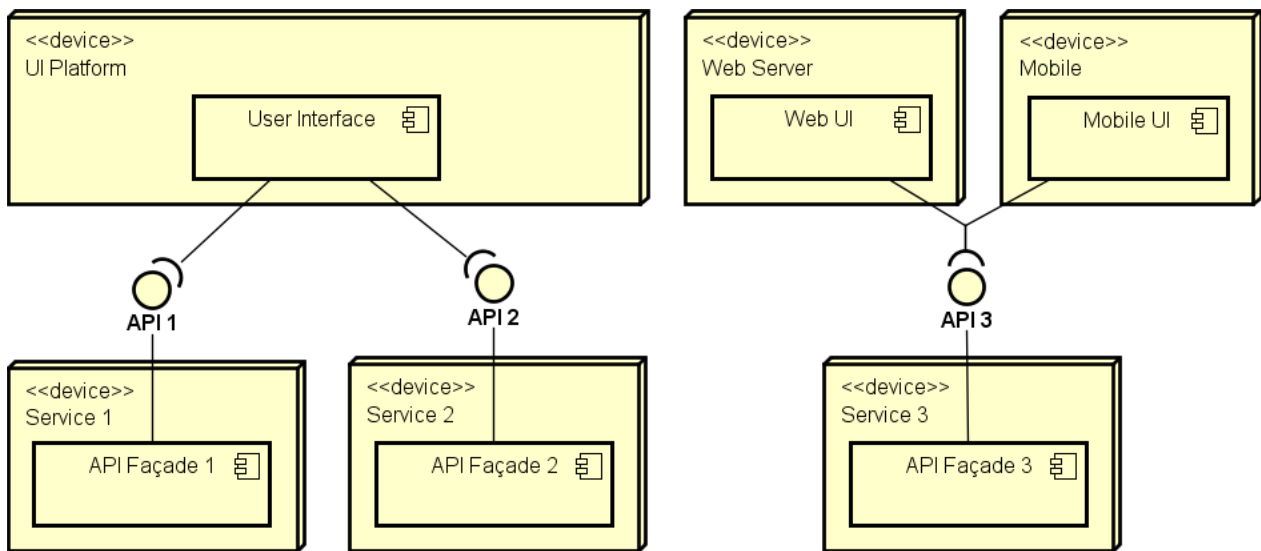 <<device>>
UI Platform
User Interface
<<device>>
Web Server
Web UI
<<device>>
Mobile
Mobile UI
API 1
API 2
API 3
<<device>>
Service 1
API Façade 1
<<device>>
Service 2
API Façade 2
<<device>>
Service 3
API Façade 3